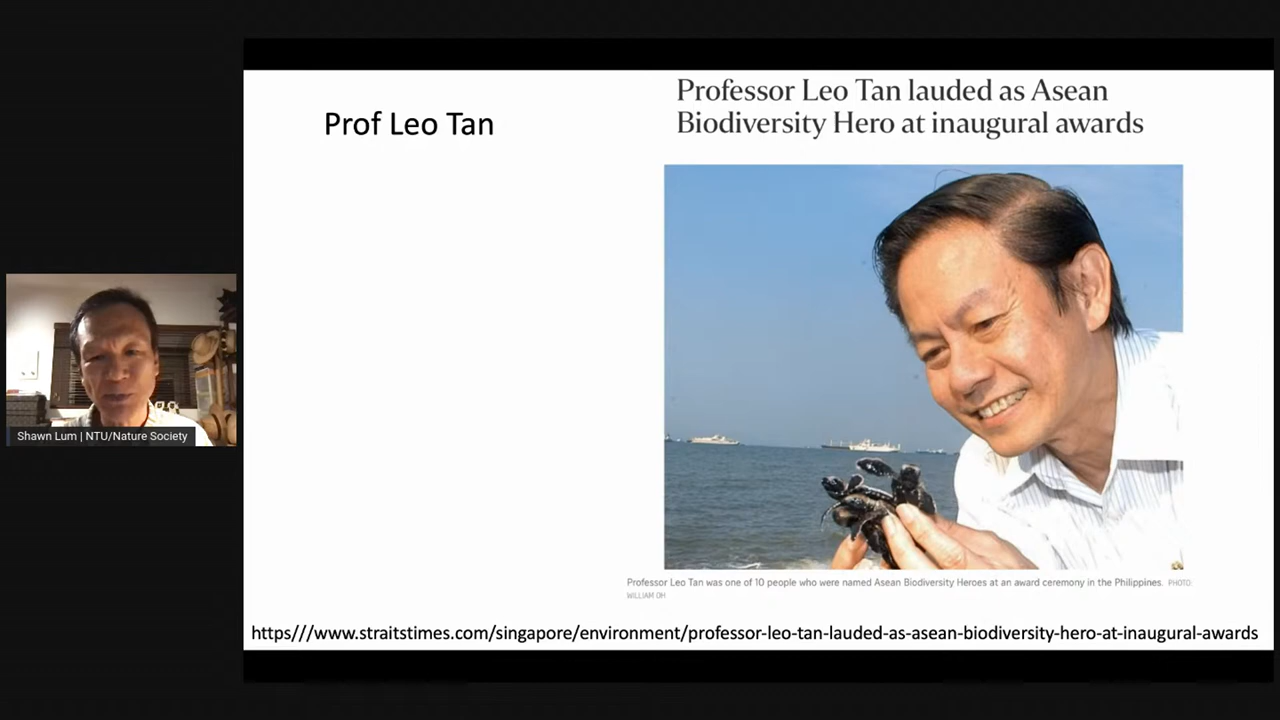 Prof Leo Tan
Professor Leo Tan lauded as Asean
Biodiversity Hero at inaugural awards
Shawn Lum | NTU/Nature Society
Professor Leo Tan was one of 10 people who were named Asean Biodiversity Heroes at an award ceremony in the Philippines. PHOTO:
WILLIAM OH
https///www.straitstimes.com/singapore/environment/professor-leo-tan-lauded-as-asean-biodiversity-hero-at-inaugural-awards